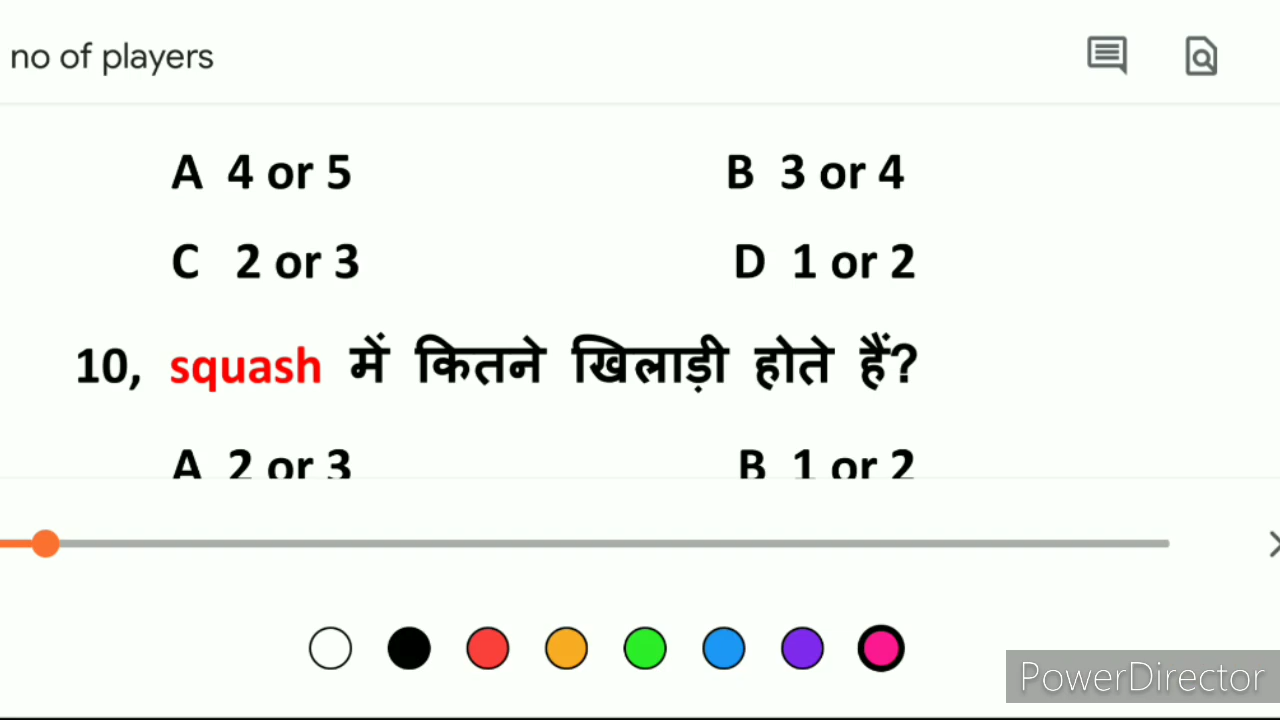 no of players
A 4 or 5 B 3 or 4
C 2 or 3 D 1 or 2
10, squash में कितने खिलाड़ी होते हैं?
A 2 or 3 B 1 or 2
PowerDirector